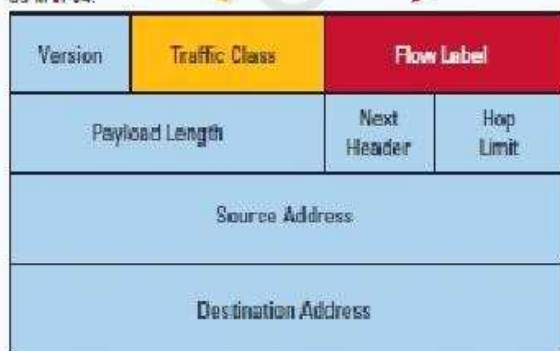 Version Traffic Class Flow Label
Payload Length Next Header Hop Limit
Source Address
Destination Address